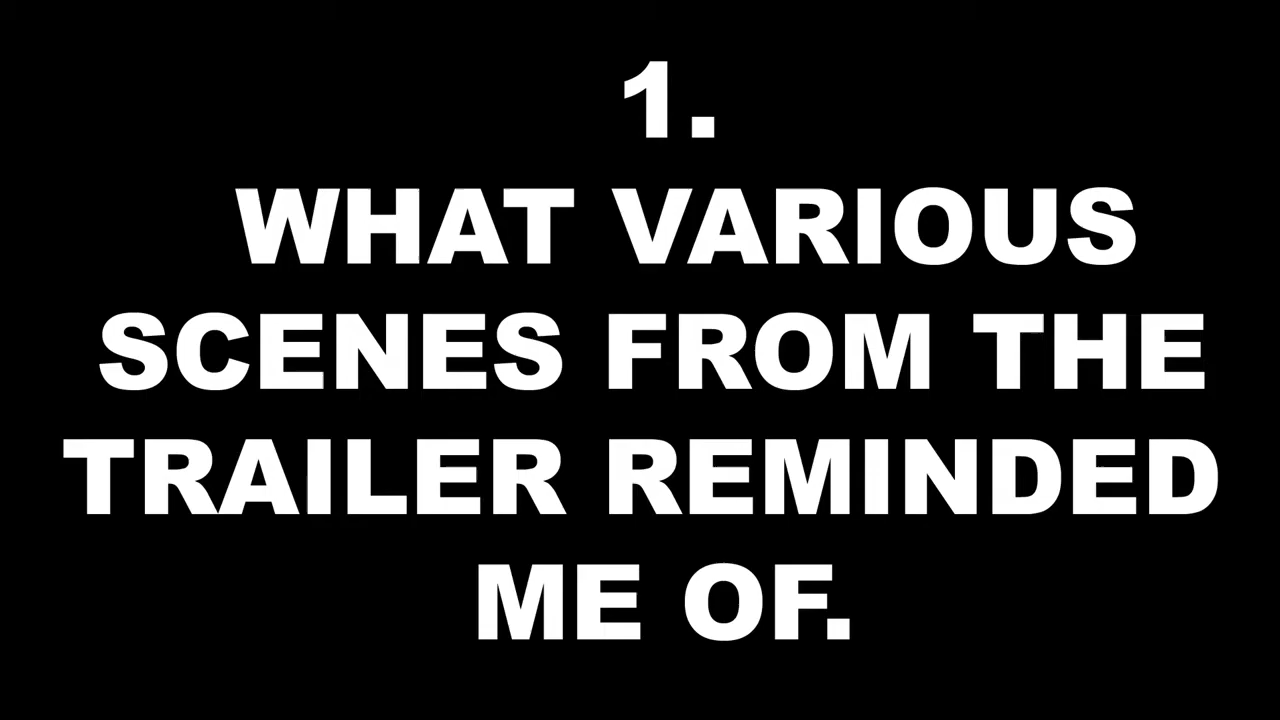 1.
WHAT VARIOUS
SCENES FROM THE
TRAILER REMINDED
ME OF.